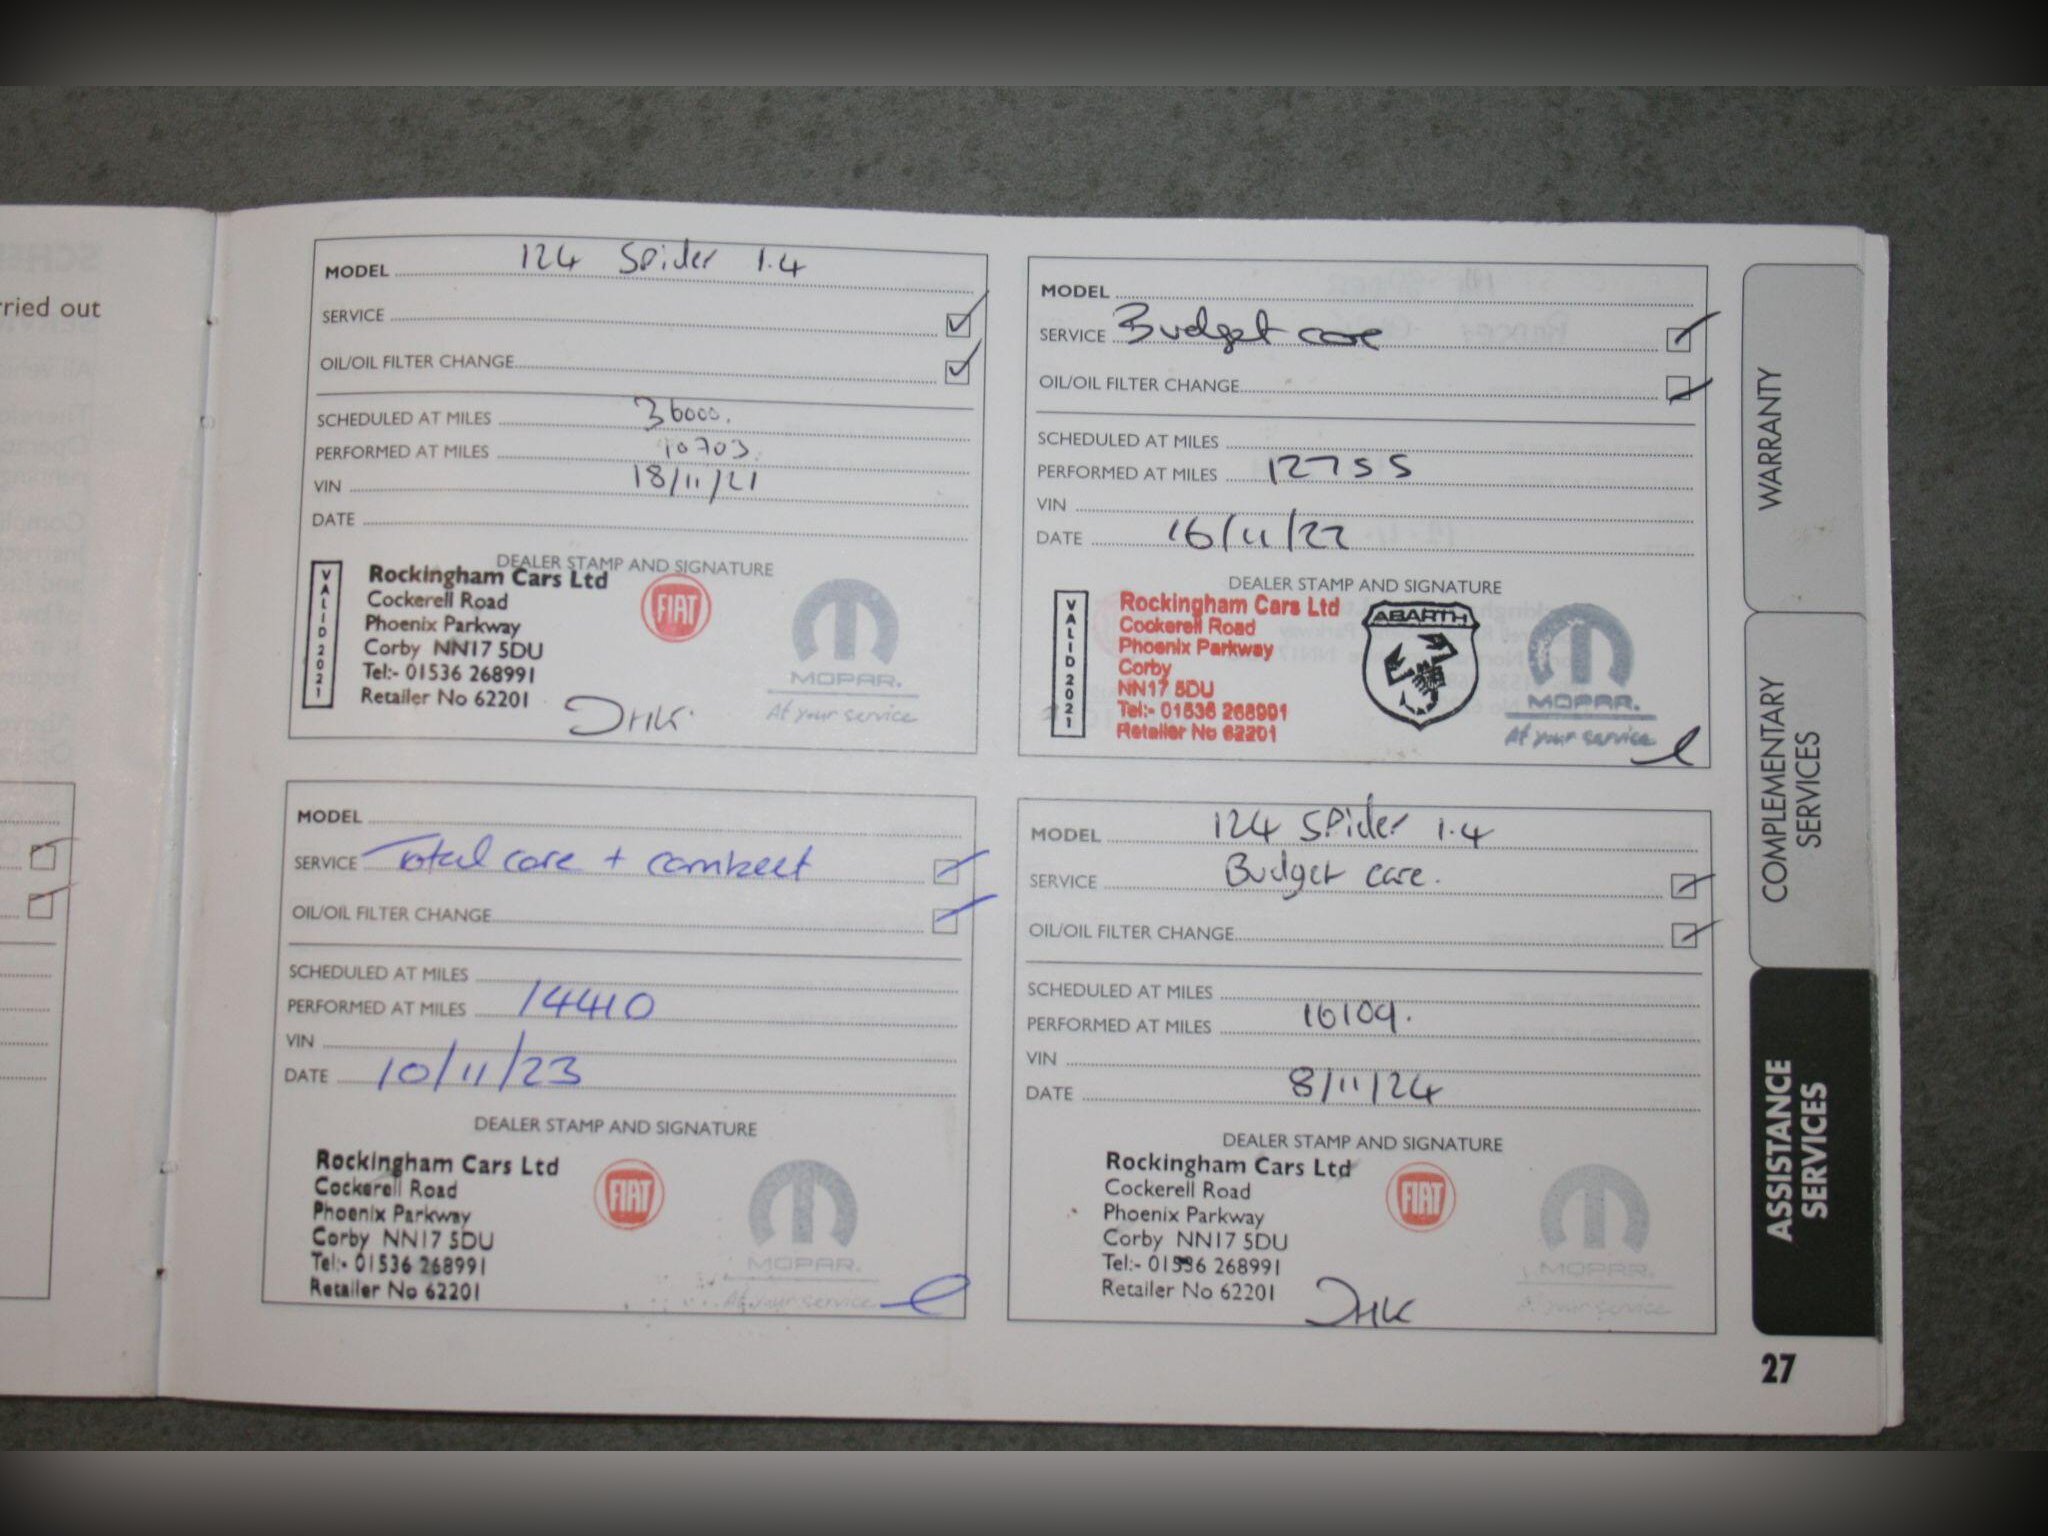 rried out
MODEL 124 Spider 1.4
SERVICE
OIL/OIL FILTER CHANGE
SCHEDULED AT MILES 36000.
PERFORMED AT MILES 10703.
VIN 18/11/21
DATE
DEALER STAMP AND SIGNATURE
VALID 2021
Rockingham Cars Ltd
Cockerell Road
Phoenix Parkway
Corby NN17 5DU
Tel:- 01536 268991
Retailer No 62201
FIAT
MOPAR.
At your service
MODEL
SERVICE Budget care
OIL/OIL FILTER CHANGE
SCHEDULED AT MILES
PERFORMED AT MILES 12755
VIN
DATE 16/11/22
DEALER STAMP AND SIGNATURE
VALID 2021
Rockingham Cars Ltd
Cockerell Road
Phoenix Parkway
Corby
NN17 5DU
Tel:- 01536 268991
Retailer No 62201
ABARTH
MOPAR.
At your service
MODEL
SERVICE Total care +
OIL/OIL FILTER CHANGE
SCHEDULED AT MILES
PERFORMED AT MILES 14410
VIN
DATE 10/11/23
DEALER STAMP AND SIGNATURE
Rockingham Cars Ltd
Cockerell Road
Phoenix Parkway
Corby NN17 5DU
Tel:- 01536 268991
Retailer No 62201
FIAT
MOPAR.
At your service
MODEL 124 Spider 1.4
SERVICE Budget care.
OIL/OIL FILTER CHANGE
SCHEDULED AT MILES
PERFORMED AT MILES 16109.
VIN
DATE 8/11/24
DEALER STAMP AND SIGNATURE
Rockingham Cars Ltd
Cockerell Road
Phoenix Parkway
Corby NN17 5DU
Tel:- 01536 268991
Retailer No 62201
FIAT
MOPAR.
At your service
WARRANTY
COMPLEMENTARY
SERVICES
ASSISTANCE
SERVICES
27